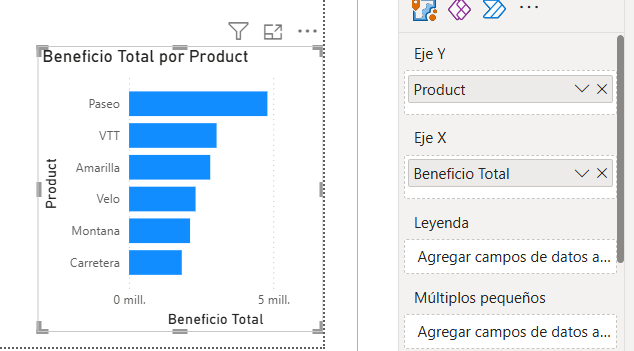 Beneficio Total por Product
Product
Paseo
VTT
Amarilla
Velo
Montana
Carretera
0 mill.
5 mill.
Beneficio Total
Eje Y
Product
Eje X
Beneficio Total
Leyenda
Agregar campos de datos a...
Múltiplos pequeños
Agregar campos de datos a...